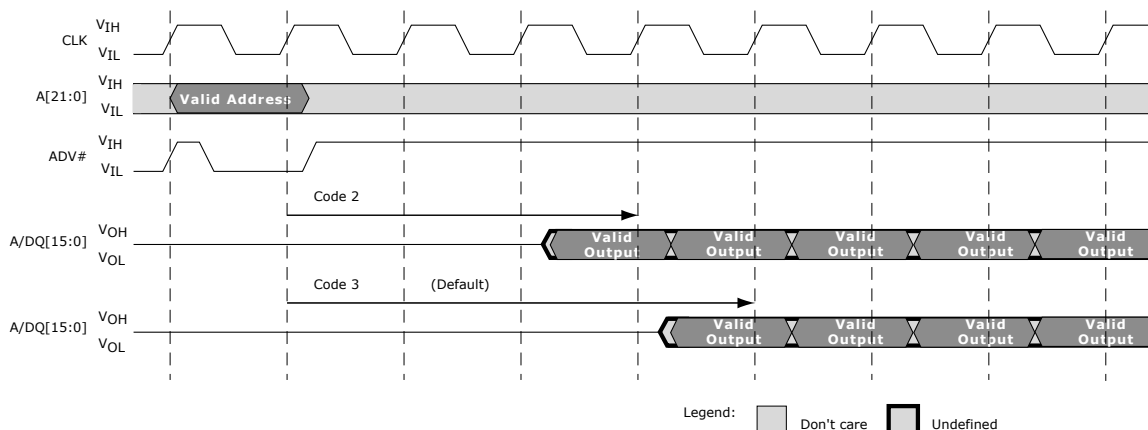 CLK VIH
VIL
A[21:0] VIH
VIL
Valid Address
ADV# VIH
VIL
Code 2
A/DQ[15:0] VOH
VOL
Valid Output
Valid Output
Valid Output
Valid Output
Valid Output
Code 3 (Default)
A/DQ[15:0] VOH
VOL
Valid Output
Valid Output
Valid Output
Valid Output
Legend: Don't care Undefined